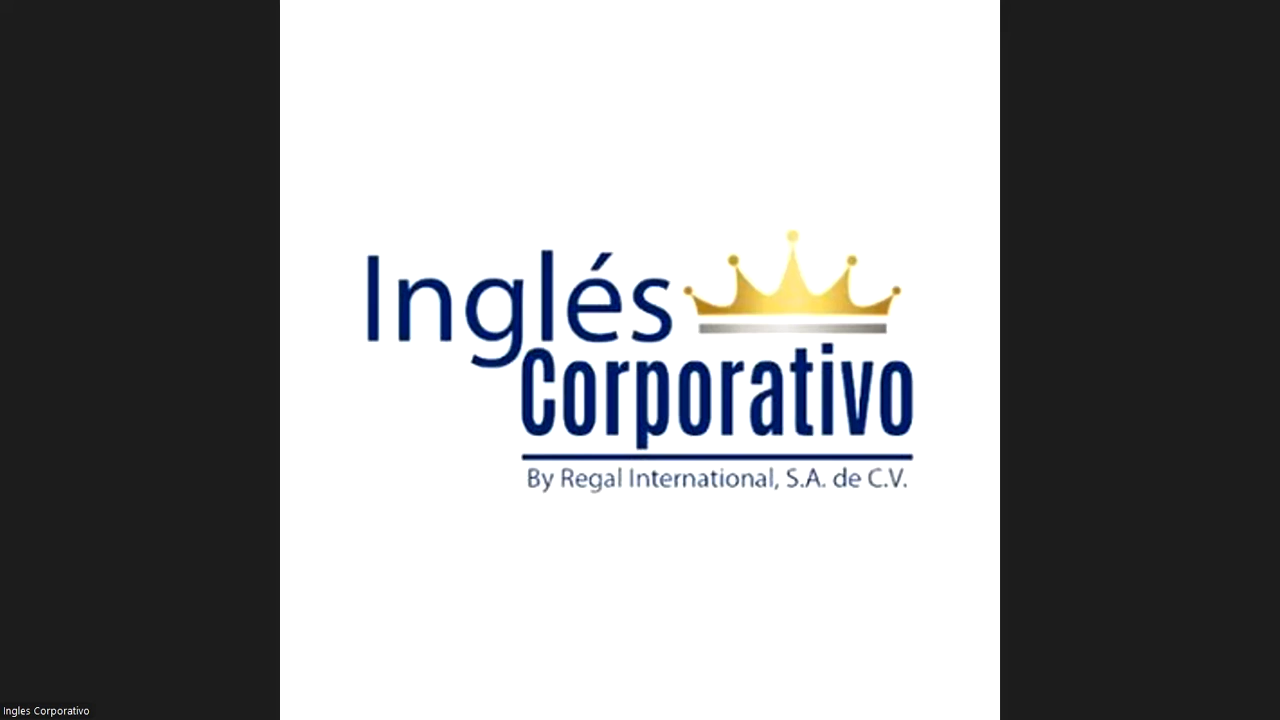 Inglés
Corporativo
By Regal International, S.A. de C.V.
Ingles Corporativo